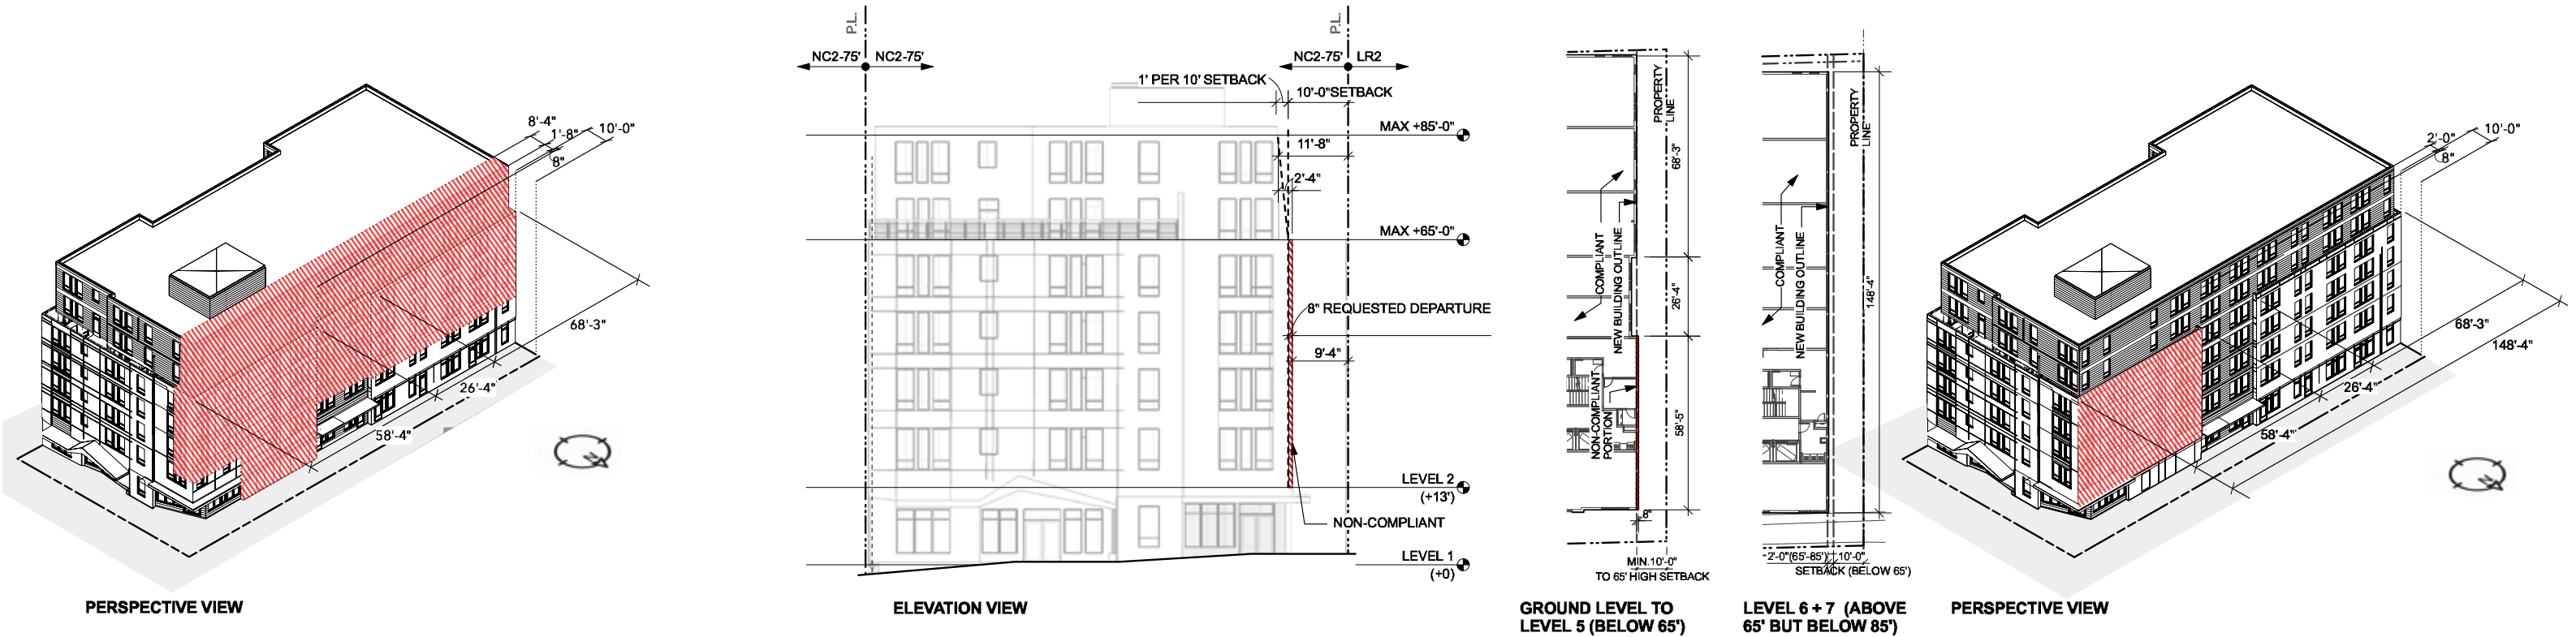 8'-4"
1'-8"
10'-0"
8"
68'-3"
26'-4"
58'-4"
N
PERSPECTIVE VIEW
P.L.
P.L.
NC2-75'
NC2-75'
NC2-75'
LR2
1' PER 10' SETBACK
10'-0"SETBACK
MAX +85'-0"
11'-8"
2'-4"
MAX +65'-0"
8" REQUESTED DEPARTURE
9'-4"
LEVEL 2
(+13')
NON-COMPLIANT
LEVEL 1
(+0)
ELEVATION VIEW
PROPERTY
LINE
68'-3"
COMPLIANT
NEW BUILDING OUTLINE
26'-4"
NON-COMPLIANT
PORTION
58'-5"
8"
MIN.10'-0"
TO 65' HIGH SETBACK
GROUND LEVEL TO
LEVEL 5 (BELOW 65')
PROPERTY
LINE
COMPLIANT
NEW BUILDING OUTLINE
148'-4"
2'-0"(65'-85')
10'-0"
SETBACK (BELOW 65')
LEVEL 6 + 7 (ABOVE
65' BUT BELOW 85')
2'-0"
10'-0"
8"
68'-3"
148'-4"
26'-4"
58'-4"
N
PERSPECTIVE VIEW